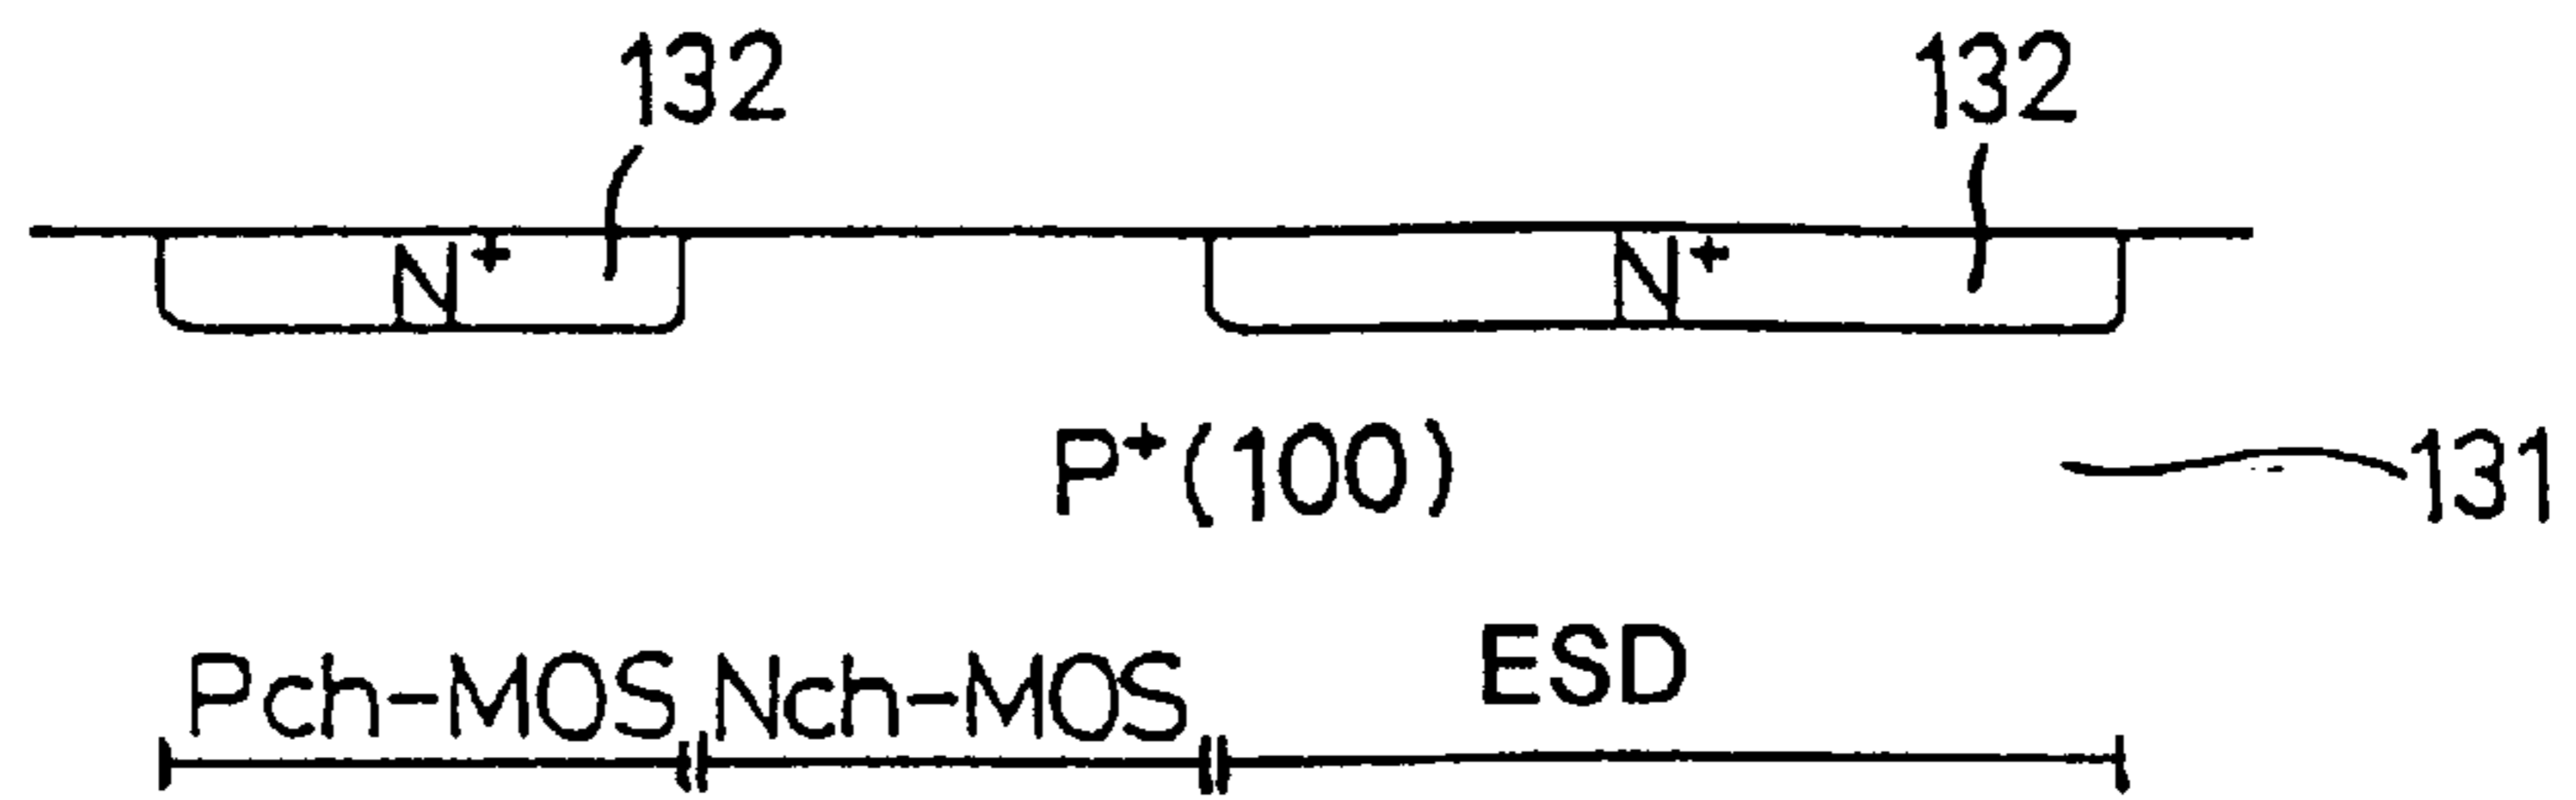 132 132
N⁺ N⁺
P⁺(100) 131
Pch-MOS Nch-MOS ESD